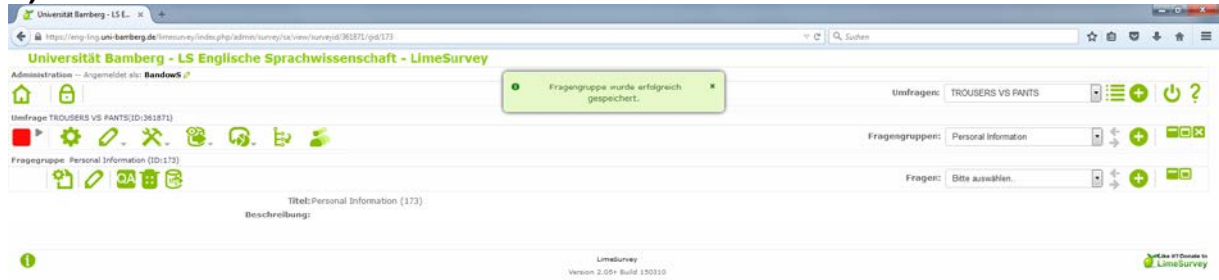 Universität Bamberg - LS E...
https://eng-ling.uni-bamberg.de/limesurvey/index.php/admin/survey/sa/view/surveyid/361871/gid/173
Suchen
Universität Bamberg - LS Englische Sprachwissenschaft - LimeSurvey
Administration -- Angemeldet als: BandowS
Fragengruppe wurde erfolgreich
gespeichert.
Umfragen: TROUSERS VS PANTS
Umfrage TROUSERS VS PANTS(ID:361871)
Fragengruppen: Personal Information
Fragegruppe Personal Information (ID:173)
QA
Fragen: Bitte auswählen..
Titel: Personal Information (173)
Beschreibung:
LimeSurvey
Version 2.05+ Build 150310
Like it? Donate to
LimeSurvey